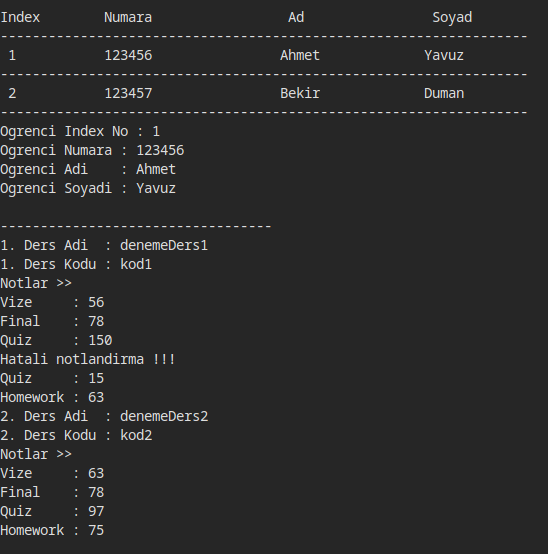 Index        Numara                 Ad                Soyad
------------------------------------------------------------------
 1           123456                Ahmet             Yavuz
------------------------------------------------------------------
 2           123457                Bekir             Duman
------------------------------------------------------------------
Ogrenci Index No : 1
Ogrenci Numara : 123456
Ogrenci Adi    : Ahmet
Ogrenci Soyadi : Yavuz

----------------------------------
1. Ders Adi  : denemeDers1
1. Ders Kodu : kod1
Notlar >>
Vize     : 56
Final    : 78
Quiz     : 150
Hatali notlandirma !!!
Quiz     : 15
Homework : 63
2. Ders Adi  : denemeDers2
2. Ders Kodu : kod2
Notlar >>
Vize     : 63
Final    : 78
Quiz     : 97
Homework : 75